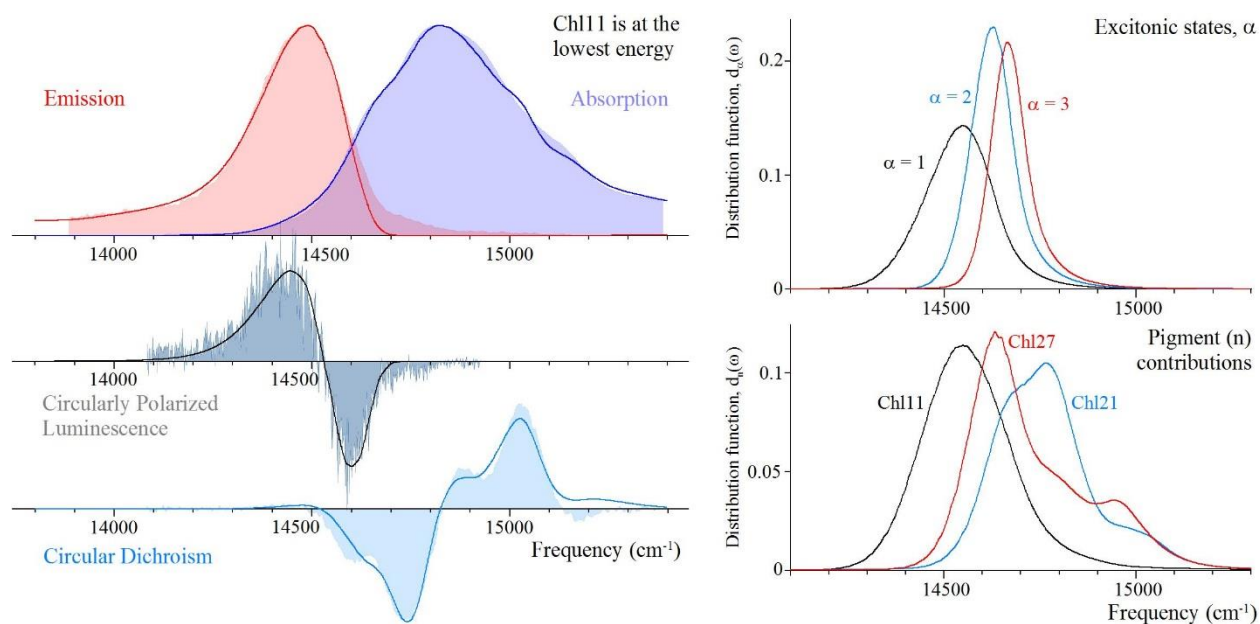 Chl11 is at the
lowest energy
Emission
Absorption
14000
14500
15000
14000
14500
15000
Circularly Polarized
Luminescence
14000
14500
15000
Frequency (cm⁻¹)
Circular Dichroism
Excitonic states, α
Distribution function, dα(ω)
0.2
0.1
0
α = 2
α = 3
α = 1
14500
15000
Pigment (n)
contributions
Distribution function, dn(ω)
0.1
0.05
0
Chl27
Chl11
Chl21
14500
15000
Frequency (cm⁻¹)